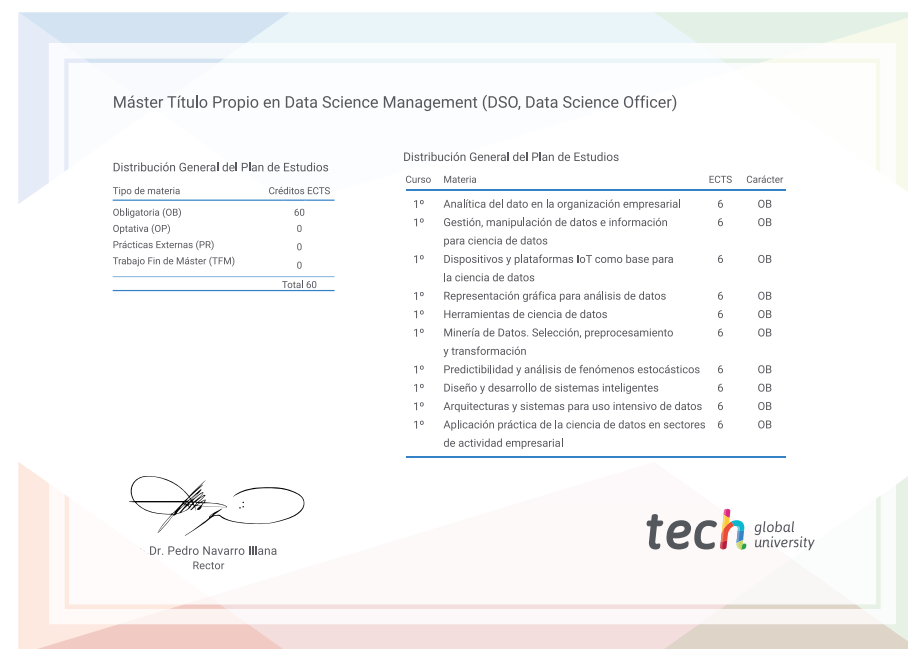 Máster Título Propio en Data Science Management (DSO, Data Science Officer)
Distribución General del Plan de Estudios
Tipo de materia Créditos ECTS
Obligatoria (OB) 60
Optativa (OP) 0
Prácticas Externas (PR) 0
Trabajo Fin de Máster (TFM) 0
Total 60
Distribución General del Plan de Estudios
Curso Materia ECTS Carácter
1º Analítica del dato en la organización empresarial 6 OB
1º Gestión, manipulación de datos e información 6 OB
para ciencia de datos
1º Dispositivos y plataformas IoT como base para 6 OB
la ciencia de datos
1º Representación gráfica para análisis de datos 6 OB
1º Herramientas de ciencia de datos 6 OB
1º Minería de Datos. Selección, preprocesamiento 6 OB
y transformación
1º Predictibilidad y análisis de fenómenos estocásticos 6 OB
1º Diseño y desarrollo de sistemas inteligentes 6 OB
1º Arquitecturas y sistemas para uso intensivo de datos 6 OB
1º Aplicación práctica de la ciencia de datos en sectores 6 OB
de actividad empresarial
Dr. Pedro Navarro Illana
Rector
tech global
university